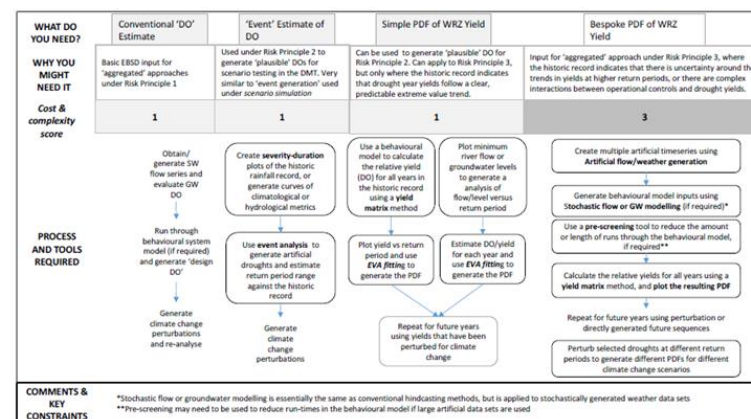 WHAT DO
YOU NEED?
Conventional 'DO'
Estimate
'Event' Estimate of
DO
Simple PDF of WRZ Yield
Bespoke PDF of WRZ
Yield
WHY YOU
MIGHT
NEED IT
Basic EBSD input for
'aggregated' approaches
under Risk Principle 1
Used under Risk Principle 2 to
generate 'plausible' DOs for
scenario testing in the DMT. Very
similar to 'event generation' used
under scenario simulation
Can be used to generate 'plausible' DO for
Risk Principle 2. Can apply to Risk Principle 3,
but only where the historic record indicates
that drought year yields follow a clear,
predictable extreme value trend.
Input for 'aggregated' approach under Risk Principle 3, where
the historic record indicates that there is uncertainty around the
trends in yields at higher return periods, or there are complex
interactions between operational controls and drought yields.
Cost &
complexity
score
1
1
1
3
PROCESS
AND TOOLS
REQUIRED
Obtain/
generate SW
flow series and
evaluate GW
DO
Run through
behavioural system
model (if required)
and generate 'design
DO'
Generate
climate change
perturbations
and re-analyse
Create severity-duration
plots of the historic
rainfall record, or
generate curves of
climatological or
hydrological metrics
Use event analysis to
generate artificial
droughts and estimate
return period range
against the historic
record
Generate
climate
change
perturbations
Use a
behavioural
model to calculate
the relative yield
(DO) for all years in
the historic record
using a yield
matrix method
Plot yield vs return
period and use
EVA fitting to
generate the PDF
Plot minimum
river flow or
groundwater levels
to generate a
analysis of
flow/level versus
return period
Estimate DO/yield
for each year and
use EVA fitting to
generate the PDF
Repeat for future years
using yields that have been
perturbed for climate
change
Create multiple artificial timeseries using
Artificial flow/weather generation
Generate behavioural model inputs using
Stochastic flow or GW modelling (if required)*
Use a pre-screening tool to reduce the amount
or length of runs through the behavioural model,
if required**
Calculate the relative yields for all years using a
yield matrix method, and plot the resulting PDF
Repeat for future years using perturbation or
directly generated future sequences
Perturb selected droughts at different return
periods to generate different PDFs for different
climate change scenarios
COMMENTS &
KEY
CONSTRAINTS
*Stochastic flow or groundwater modelling is essentially the same as conventional hindcasting methods, but is applied to stochastically generated weather data sets
**Pre-screening may need to be used to reduce run-times in the behavioural model if large artificial data sets are used